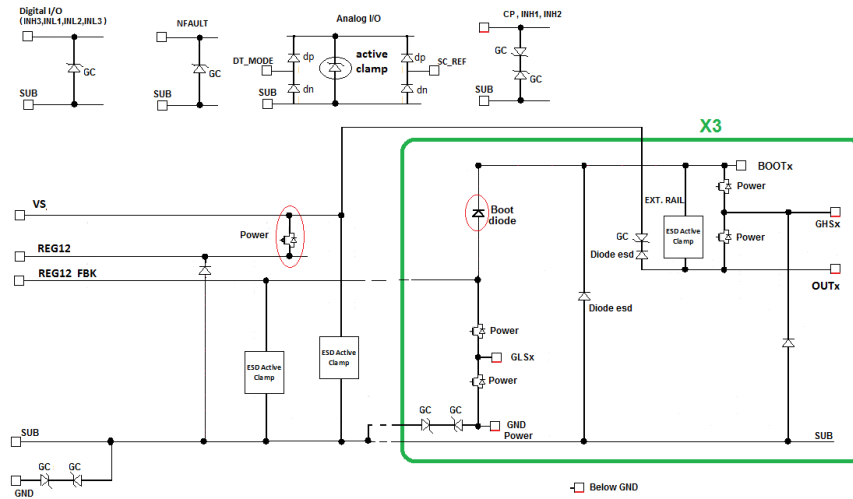 Digital I/O
(INH3,INL1,INL2,INL3)
GC
SUB
NFAULT
GC
SUB
Analog I/O
DT_MODE
dp
active
clamp
dp
SC_REF
dn
dn
SUB
CP , INH1, INH2
GC
GC
SUB
X3
BOOTx
Power
EXT. RAIL
VS
Power
Boot
diode
GHSx
ESD Active
Clamp
Power
GC
REG12
Diode esd
REG12_FBK
OUTx
Diode esd
Power
ESD Active
Clamp
ESD Active
Clamp
GLSx
Power
GC
GC
GND
Power
SUB
SUB
GC
GC
GND
Below GND